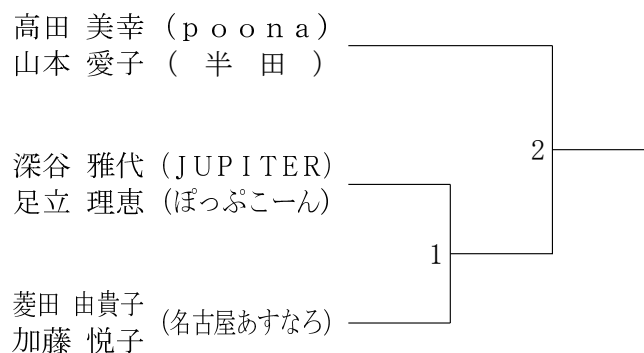 高田 美幸 (ｐｏｏｎａ)
山本 愛子 ( 半 田 )
2
深谷 雅代 (ＪＵＰＩＴＥＲ)
足立 理恵 (ぽっぷこーん)
1
菱田 由貴子
(名古屋あすなろ)
加藤 悦子